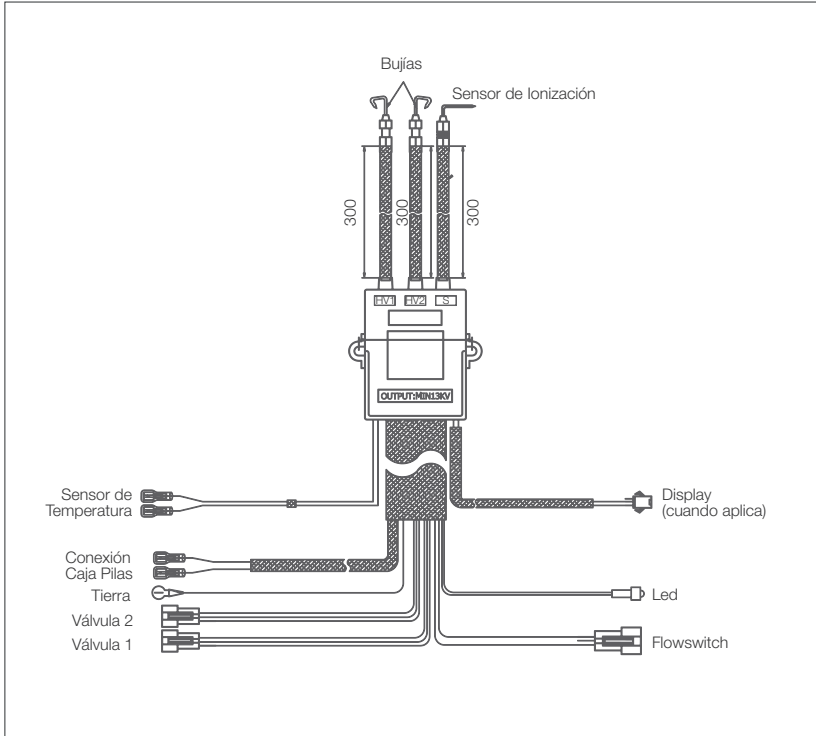 Bujías
Sensor de Ionización
300
300
300
HV1
HV2
S
OUTPUT:MIN13KV
Sensor de
Temperatura
Display
(cuando aplica)
Conexión
Caja Pilas
Tierra
Led
Válvula 2
Válvula 1
Flowswitch